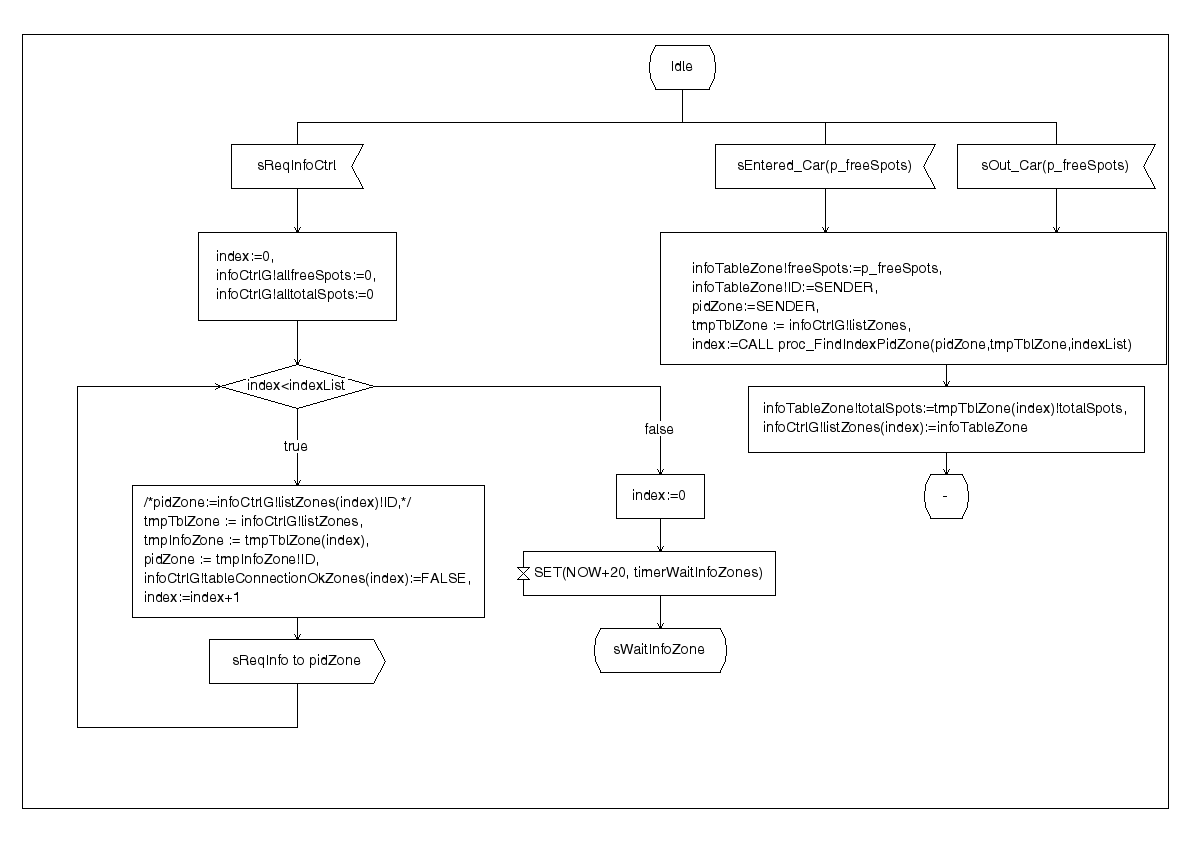 Idle
sReqInfoCtrl
sEntered_Car(p_freeSpots)
sOut_Car(p_freeSpots)
index:=0,
infoCtrlG!allfreeSpots:=0,
infoCtrlG!alltotalSpots:=0
infoTableZone!freeSpots:=p_freeSpots,
infoTableZone!ID:=SENDER,
pidZone:=SENDER,
tmpTblZone := infoCtrlG!listZones,
index:=CALL proc_FindIndexPidZone(pidZone,tmpTblZone,indexList)
index<indexList
true
false
infoTableZone!totalSpots:=tmpTblZone(index)!totalSpots,
infoCtrlG!listZones(index):=infoTableZone
-
/*pidZone:=infoCtrlG!listZones(index)!ID,*/
tmpTblZone := infoCtrlG!listZones,
tmpInfoZone := tmpTblZone(index),
pidZone := tmpInfoZone!ID,
infoCtrlG!tableConnectionOkZones(index):=FALSE,
index:=index+1
index:=0
SET(NOW+20, timerWaitInfoZones)
sReqInfo to pidZone
sWaitInfoZone